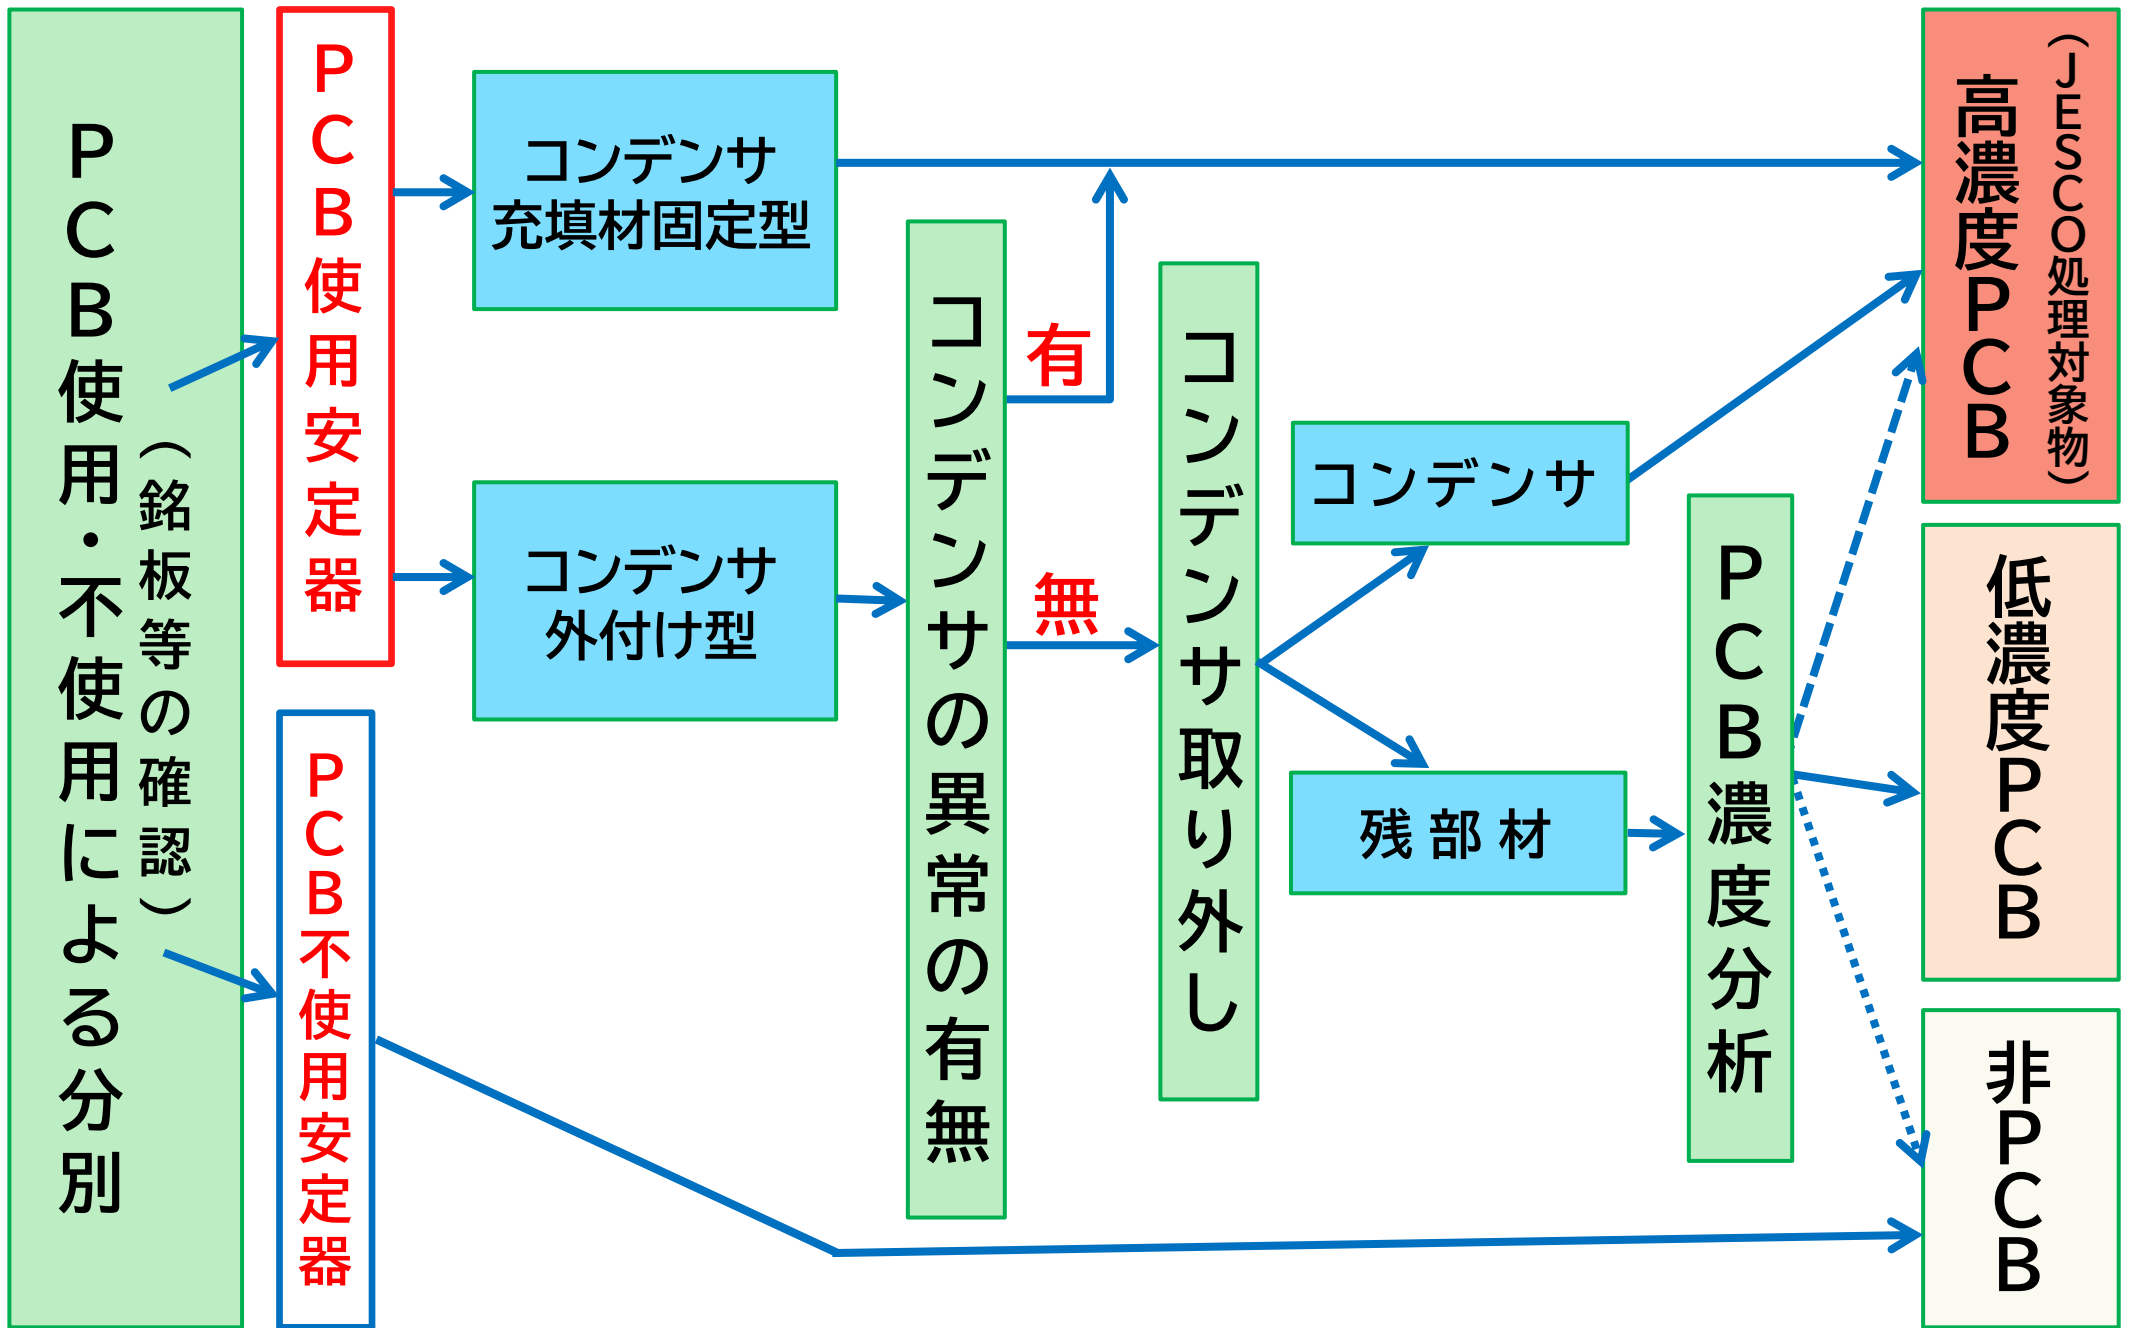 ＰＣＢ使用・不使用による分別
（銘板等の確認）
ＰＣＢ使用安定器
ＰＣＢ不使用安定器
コンデンサ
充填材固定型
コンデンサ
外付け型
コンデンサの異常の有無
有
無
コンデンサ取り外し
コンデンサ
残部材
ＰＣＢ濃度分析
高濃度ＰＣＢ
（ＪＥＳＣＯ処理対象物）
低濃度ＰＣＢ
非ＰＣＢ